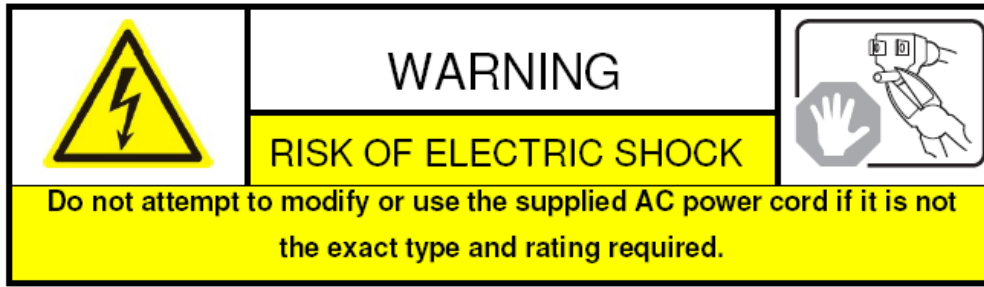 WARNING
RISK OF ELECTRIC SHOCK
Do not attempt to modify or use the supplied AC power cord if it is not
the exact type and rating required.